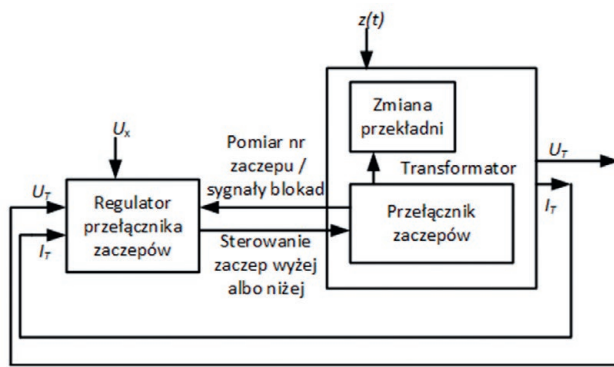 z(t)
Zmiana
przekładni
Uₓ
Pomiar nr
zaczepu /
sygnały blokad
Transformator
U_T
I_T
U_T
I_T
Regulator
przełącznika
zaczepów
Przełącznik
zaczepów
Sterowanie
zaczep wyżej
albo niżej